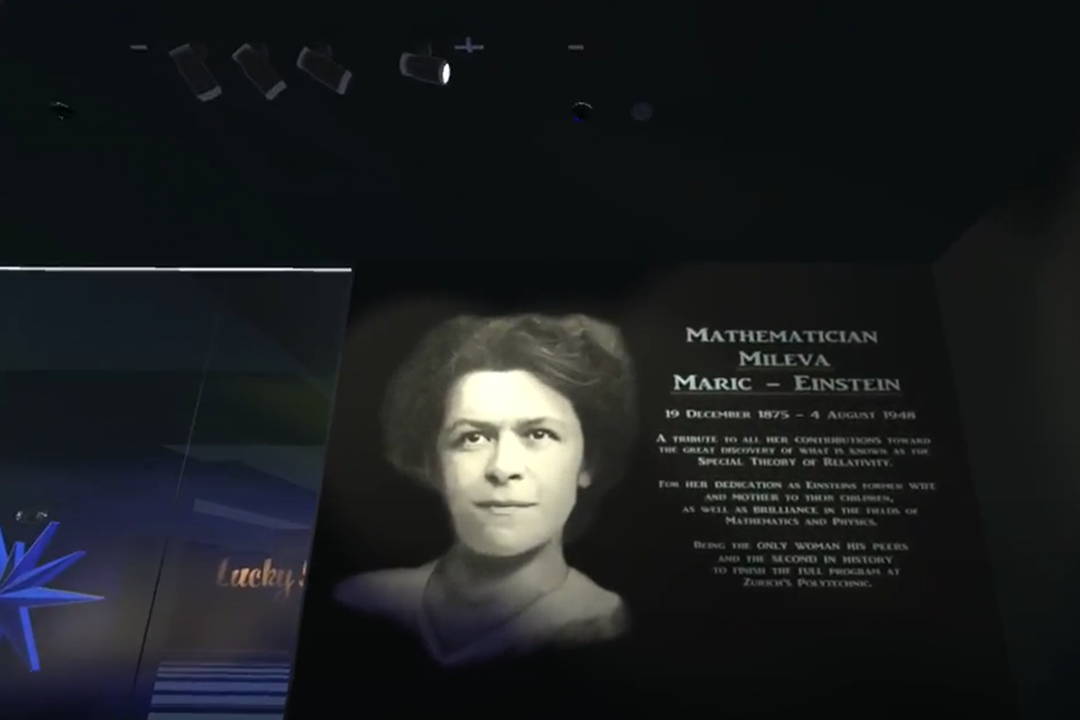 Mathematician
Mileva
Maric – Einstein
19 December 1875 – 4 August 1948
A tribute to all her contributions toward
the great discovery of what is known as the
Special Theory of Relativity.
For her dedication as Einsteins former wife
and mother to their children,
as well as brilliance in the fields of
Mathematics and Physics.
Being the only woman his peers
and the second in history
to finish the full program at
Zurich's Polytechnic.
Lucky